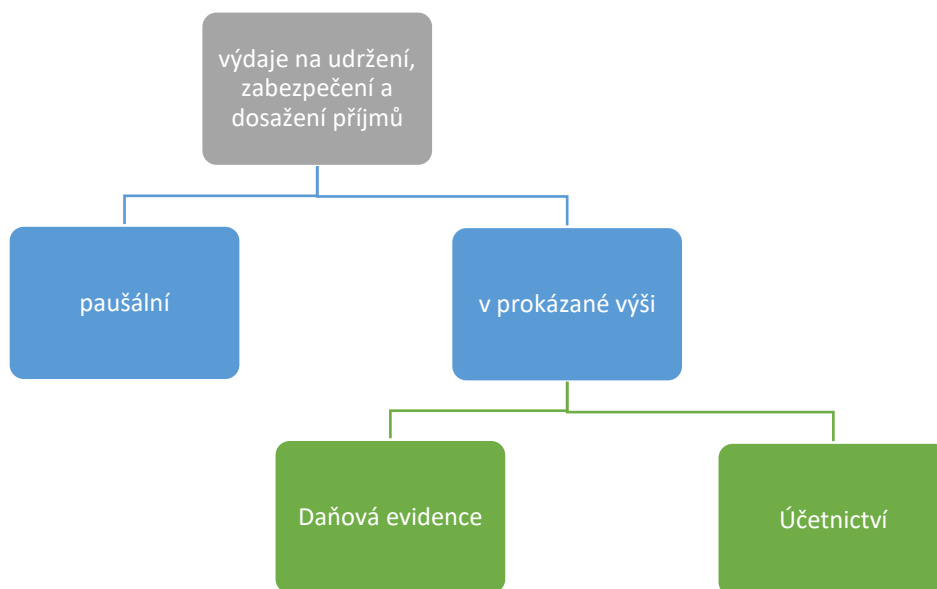 výdaje na udržení,
zabezpečení a
dosažení příjmů
paušální
v prokázané výši
Daňová evidence
Účetnictví